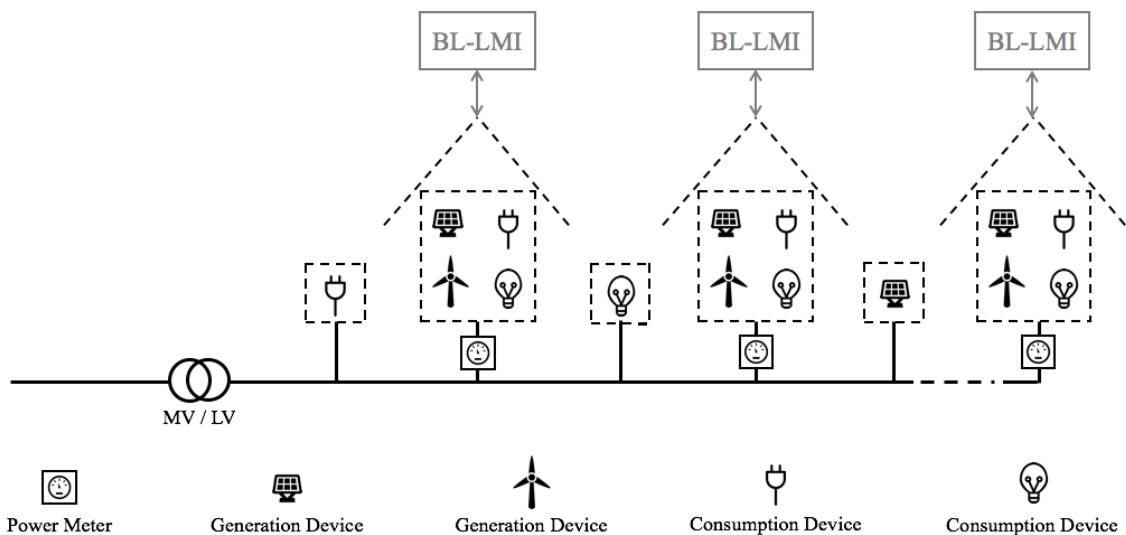 BL-LMI
BL-LMI
BL-LMI
MV / LV
Power Meter
Generation Device
Generation Device
Consumption Device
Consumption Device